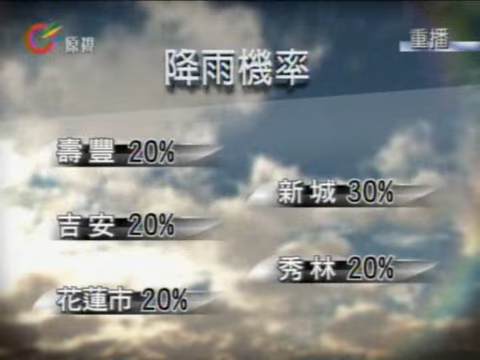 原視
重播
降雨機率
壽豐 20%
新城 30%
吉安 20%
秀林 20%
花蓮市 20%